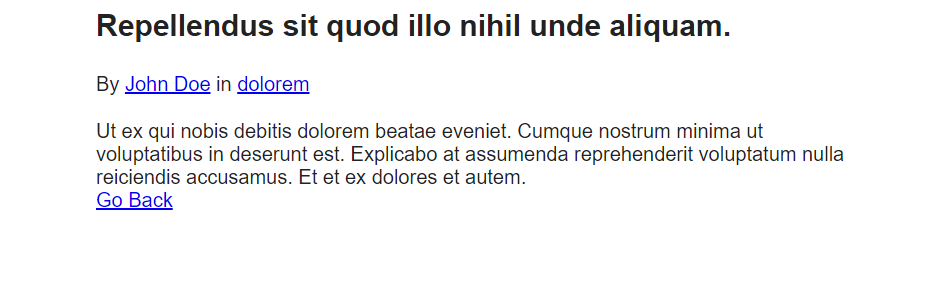 Repellendus sit quod illo nihil unde aliquam.
By John Doe in dolorem
Ut ex qui nobis debitis dolorem beatae eveniet. Cumque nostrum minima ut
voluptatibus in deserunt est. Explicabo at assumenda reprehenderit voluptatum nulla
reiciendis accusamus. Et et ex dolores et autem.
Go Back